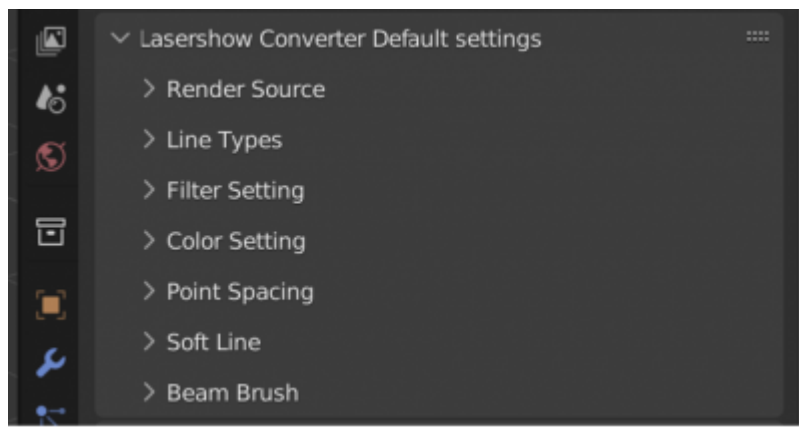 Lasershow Converter Default settings
Render Source
Line Types
Filter Setting
Color Setting
Point Spacing
Soft Line
Beam Brush